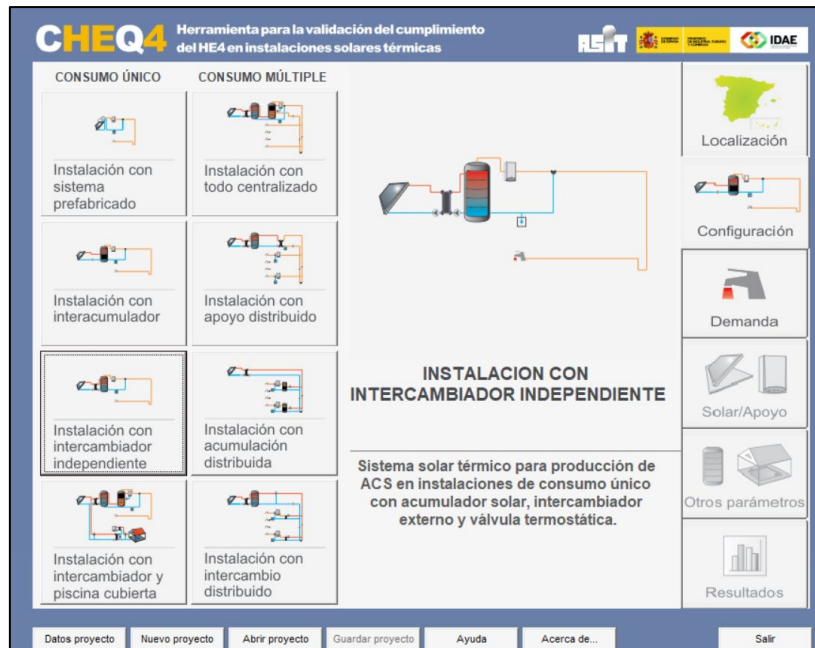 CHEQ4
Herramienta para la validación del cumplimiento
del HE4 en instalaciones solares térmicas
ASIT
IDAE
CONSUMO ÚNICO
CONSUMO MÚLTIPLE
Instalación con
sistema
prefabricado
Instalación con
todo centralizado
Instalación con
interacumulador
Instalación con
apoyo distribuido
Instalación con
intercambiador
independiente
Instalación con
acumulación
distribuida
Instalación con
intercambiador y
piscina cubierta
Instalación con
intercambio
distribuido
INSTALACION CON
INTERCAMBIADOR INDEPENDIENTE
Sistema solar térmico para producción de
ACS en instalaciones de consumo único
con acumulador solar, intercambiador
externo y válvula termostática.
Localización
Configuración
Demanda
Solar/Apoyo
Otros parámetros
Resultados
Datos proyecto
Nuevo proyecto
Abrir proyecto
Guardar proyecto
Ayuda
Acerca de...
Salir